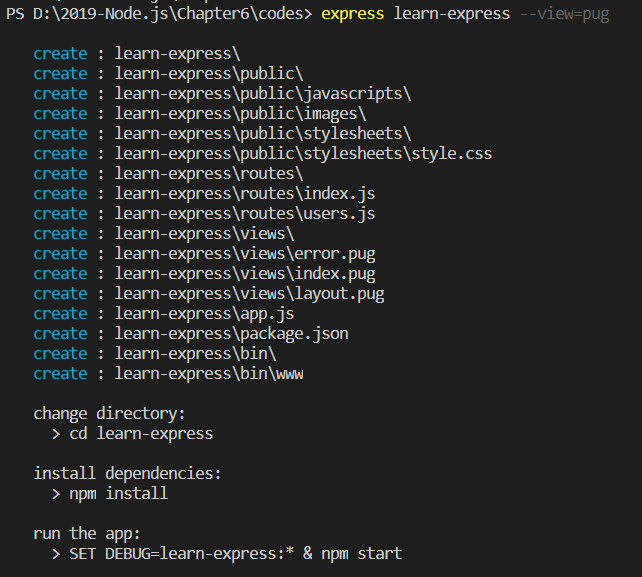 PS D:\2019-Node.js\Chapter6\codes> express learn-express --view=pug
create : learn-express\
create : learn-express\public\
create : learn-express\public\javascripts\
create : learn-express\public\images\
create : learn-express\public\stylesheets\
create : learn-express\public\stylesheets\style.css
create : learn-express\routes\
create : learn-express\routes\index.js
create : learn-express\routes\users.js
create : learn-express\views\
create : learn-express\views\error.pug
create : learn-express\views\index.pug
create : learn-express\views\layout.pug
create : learn-express\app.js
create : learn-express\package.json
create : learn-express\bin\
create : learn-express\bin\www
change directory:
> cd learn-express
install dependencies:
> npm install
run the app:
> SET DEBUG=learn-express:* & npm start